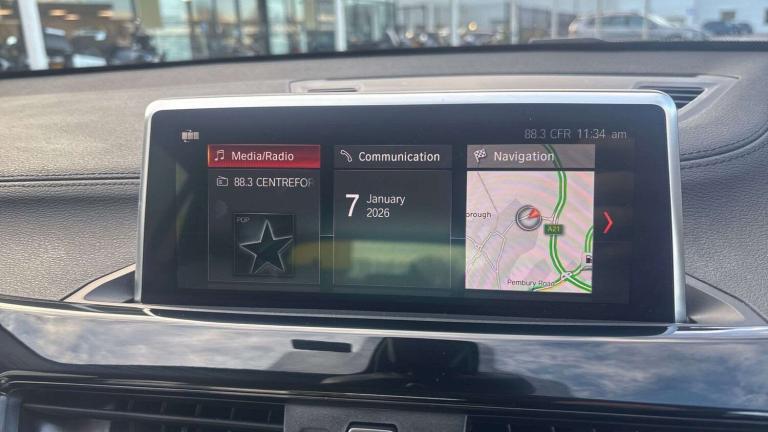 88.3 CFR 11:34 am
Media/Radio
88.3 CENTREFOR
POP
Communication
7 January
2026
Navigation
orough
A21
Pembury Road